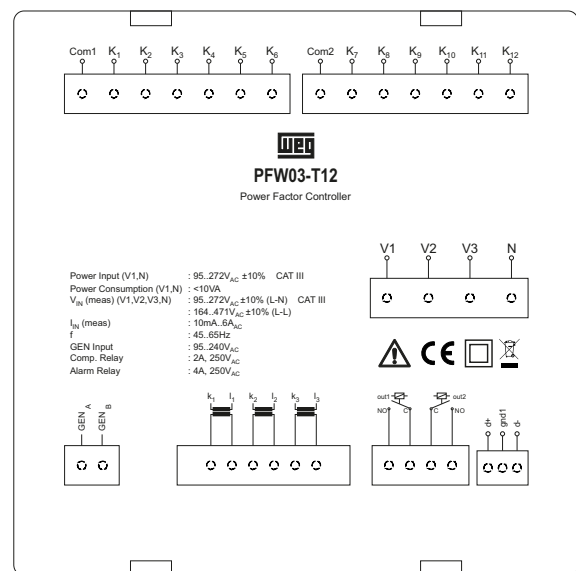 Com1 K1 K2 K3 K4 K5 K6 Com2 K7 K8 K9 K10 K11 K12
WEG
PFW03-T12
Power Factor Controller
V1 V2 V3 N
Power Input (V1,N) : 95..272VAC ±10% CAT III
Power Consumption (V1,N) : <10VA
VIN (meas) (V1,V2,V3,N) : 95..272VAC ±10% (L-N) CAT III
: 164..471VAC ±10% (L-L)
IIN (meas) : 10mA..6AAC
f : 45..65Hz
GEN Input : 95..240VAC
Comp. Relay : 2A, 250VAC
Alarm Relay : 4A, 250VAC
CE
k1 l1 k2 l2 k3 l3
out1 out2
NO C C NO
GEN A
GEN B
d+
gnd1
d-